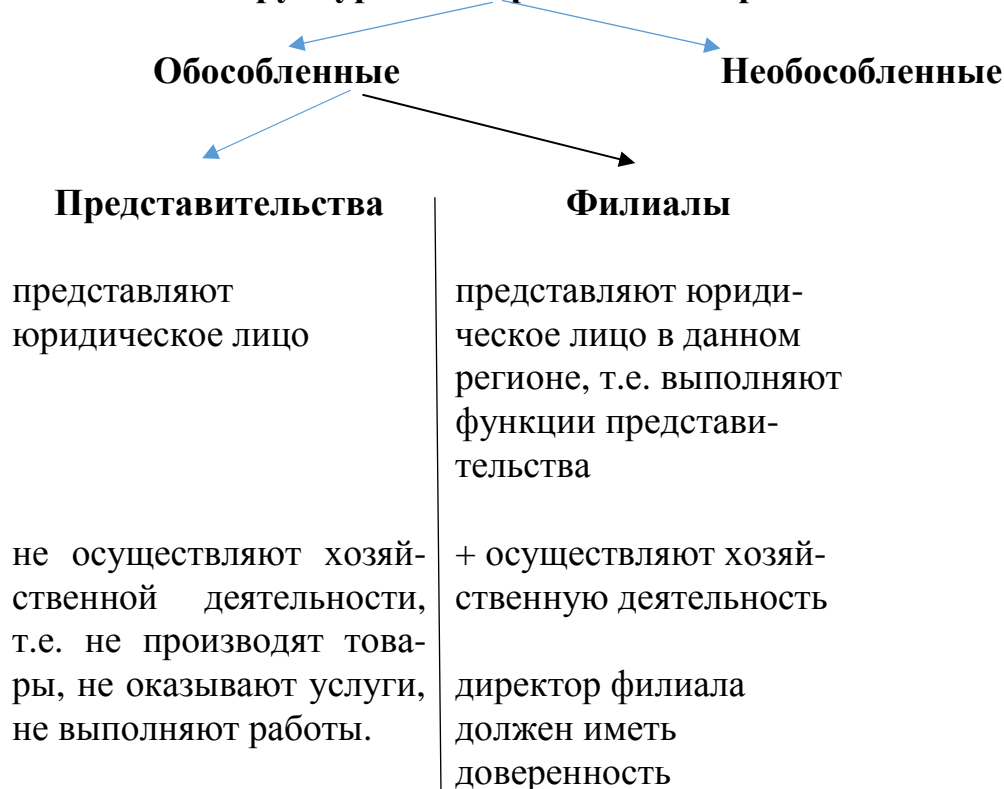 Обособленные
Необособленные
Представительства
Филиалы
представляют
юридическое лицо
представляют юриди-
ческое лицо в данном
регионе, т.е. выполняют
функции представи-
тельства
не осуществляют хозяй-
ственной деятельности,
т.е. не производят това-
ры, не оказывают услуги,
не выполняют работы.
+ осуществляют хозяй-
ственную деятельность
директор филиала
должен иметь
доверенность